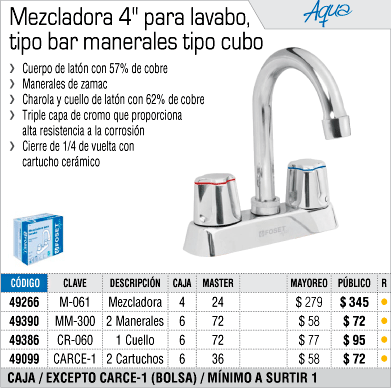 Mezcladora 4" para lavabo,
tipo bar manerales tipo cubo
Aqua
› Cuerpo de latón con 57% de cobre
› Manerales de zamac
› Charola y cuello de latón con 62% de cobre
› Triple capa de cromo que proporciona
alta resistencia a la corrosión
› Cierre de 1/4 de vuelta con
cartucho cerámico
FOSET
FOSET
CÓDIGO CLAVE DESCRIPCIÓN CAJA MASTER MAYOREO PÚBLICO R
49266 M-061 Mezcladora 4 24 $ 279 $ 345 •
49390 MM-300 2 Manerales 6 72 $ 58 $ 72 •
49386 CR-060 1 Cuello 6 72 $ 77 $ 95 •
49099 CARCE-1 2 Cartuchos 6 36 $ 58 $ 72 •
CAJA / EXCEPTO CARCE-1 (BOLSA) / MÍNIMO A SURTIR 1